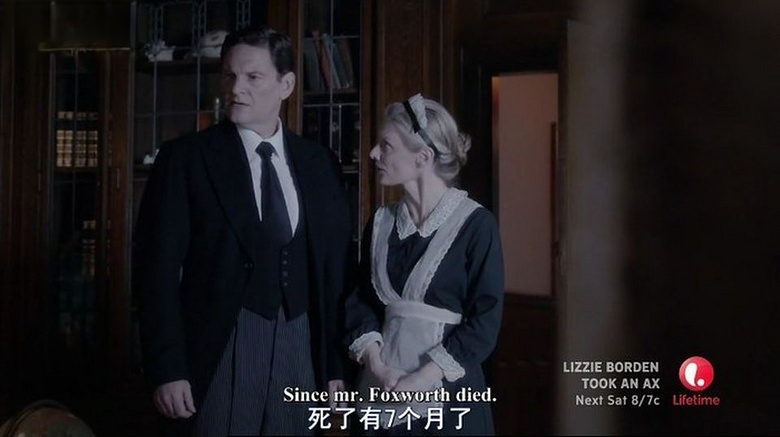 LIZZIE BORDEN
TOOK AN AX
Next Sat 8/7c
Lifetime
Since mr. Foxworth died.
死了有7个月了